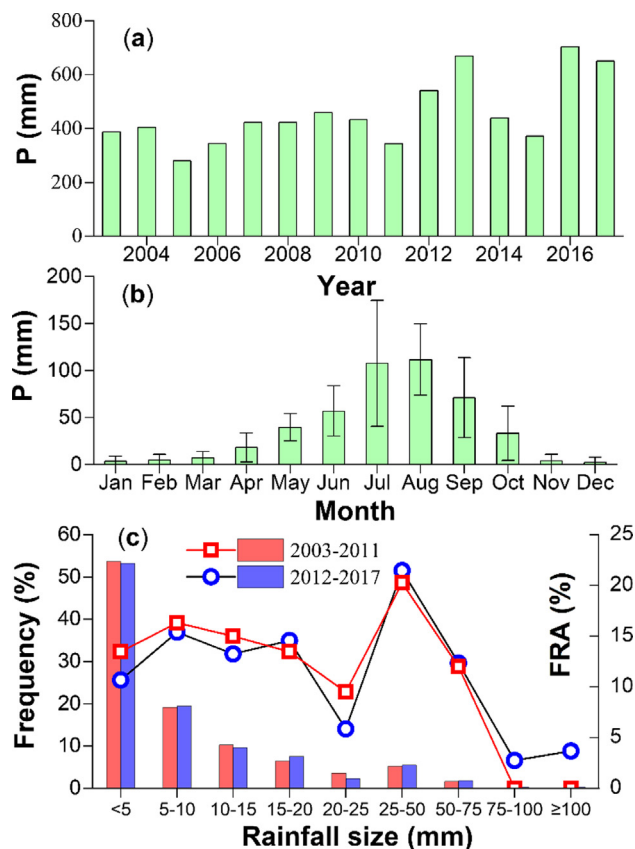 (a)
P (mm)
800
600
400
200
0
2004 2006 2008 2010 2012 2014 2016
Year
(b)
P (mm)
200
150
100
50
0
Jan Feb Mar Apr May Jun Jul Aug Sep Oct Nov Dec
Month
(c)
2003-2011
2012-2017
Frequency (%)
60
50
40
30
20
10
0
FRA (%)
25
20
15
10
5
0
<5 5-10 10-15 15-20 20-25 25-50 50-75 75-100 ≥100
Rainfall size (mm)